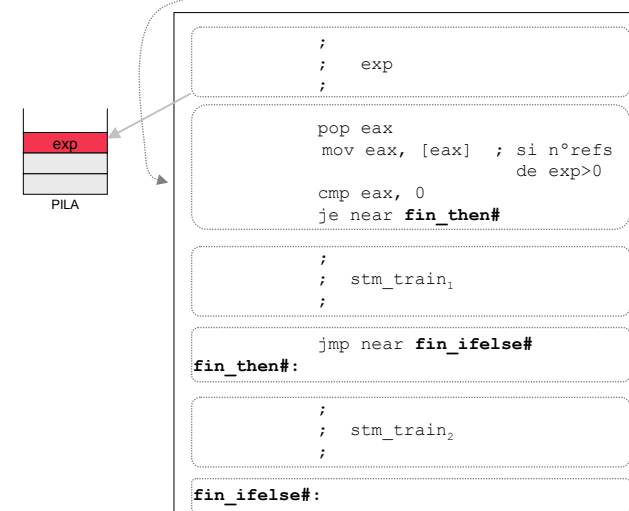 ;
; exp
;
exp
PILA
pop eax
mov eax, [eax] ; si nºrefs
de exp>0
cmp eax, 0
je near fin_then#
;
; stm_train₁
;
jmp near fin_ifelse#
fin_then#:
;
; stm_train₂
;
fin_ifelse#: